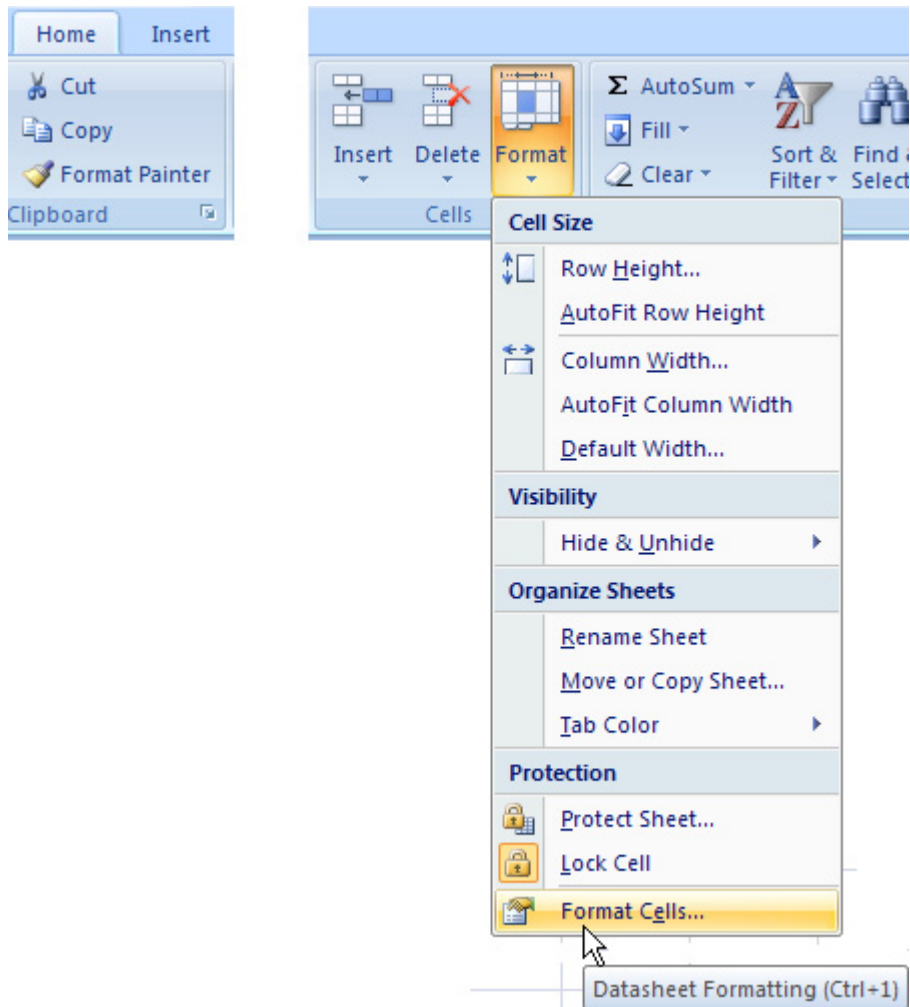 Home Insert
Cut
Copy
Format Painter
Clipboard
Insert Delete Format
Cells
Σ AutoSum
Fill
Clear
Sort &
Filter
Find &
Select
Cell Size
Row Height...
AutoFit Row Height
Column Width...
AutoFit Column Width
Default Width...
Visibility
Hide & Unhide
Organize Sheets
Rename Sheet
Move or Copy Sheet...
Tab Color
Protection
Protect Sheet...
Lock Cell
Format Cells...
Datasheet Formatting (Ctrl+1)